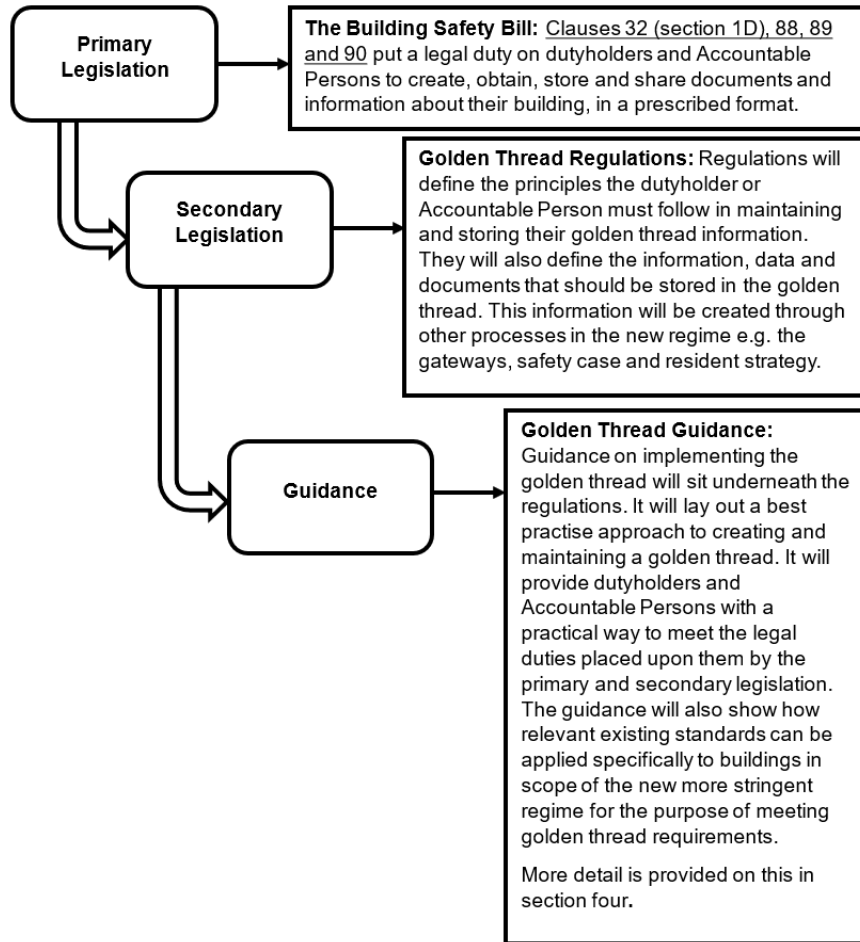 Primary
Legislation
The Building Safety Bill: Clauses 32 (section 1D), 88, 89
and 90 put a legal duty on dutyholders and Accountable
Persons to create, obtain, store and share documents and
information about their building, in a prescribed format.
Secondary
Legislation
Golden Thread Regulations: Regulations will
define the principles the dutyholder or
Accountable Person must follow in maintaining
and storing their golden thread information.
They will also define the information, data and
documents that should be stored in the golden
thread. This information will be created through
other processes in the new regime e.g. the
gateways, safety case and resident strategy.
Guidance
Golden Thread Guidance:
Guidance on implementing the
golden thread will sit underneath the
regulations. It will lay out a best
practise approach to creating and
maintaining a golden thread. It will
provide dutyholders and
Accountable Persons with a
practical way to meet the legal
duties placed upon them by the
primary and secondary legislation.
The guidance will also show how
relevant existing standards can be
applied specifically to buildings in
scope of the new more stringent
regime for the purpose of meeting
golden thread requirements.
More detail is provided on this in
section four.